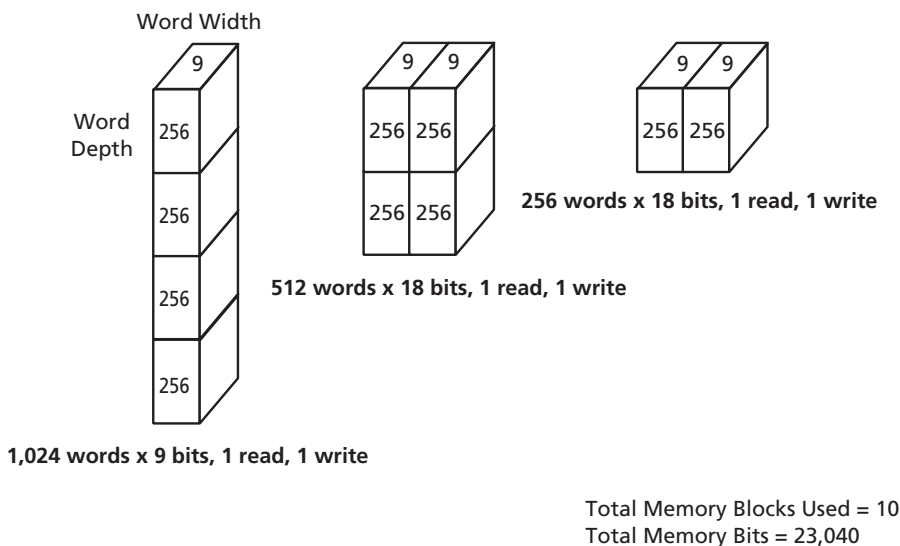 Word Width
9
Word
Depth
256
256
256
256
1,024 words x 9 bits, 1 read, 1 write
9 9
256 256
256 256
512 words x 18 bits, 1 read, 1 write
9 9
256 256
256 words x 18 bits, 1 read, 1 write
Total Memory Blocks Used = 10
Total Memory Bits = 23,040